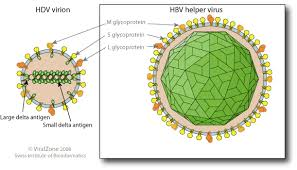 HDV virion
HBV helper virus
M glycoprotein
S glycoprotein
L glycoprotein
Large delta antigen
Small delta antigen
© ViralZone 2008
Swiss Institute of Bioinformatics